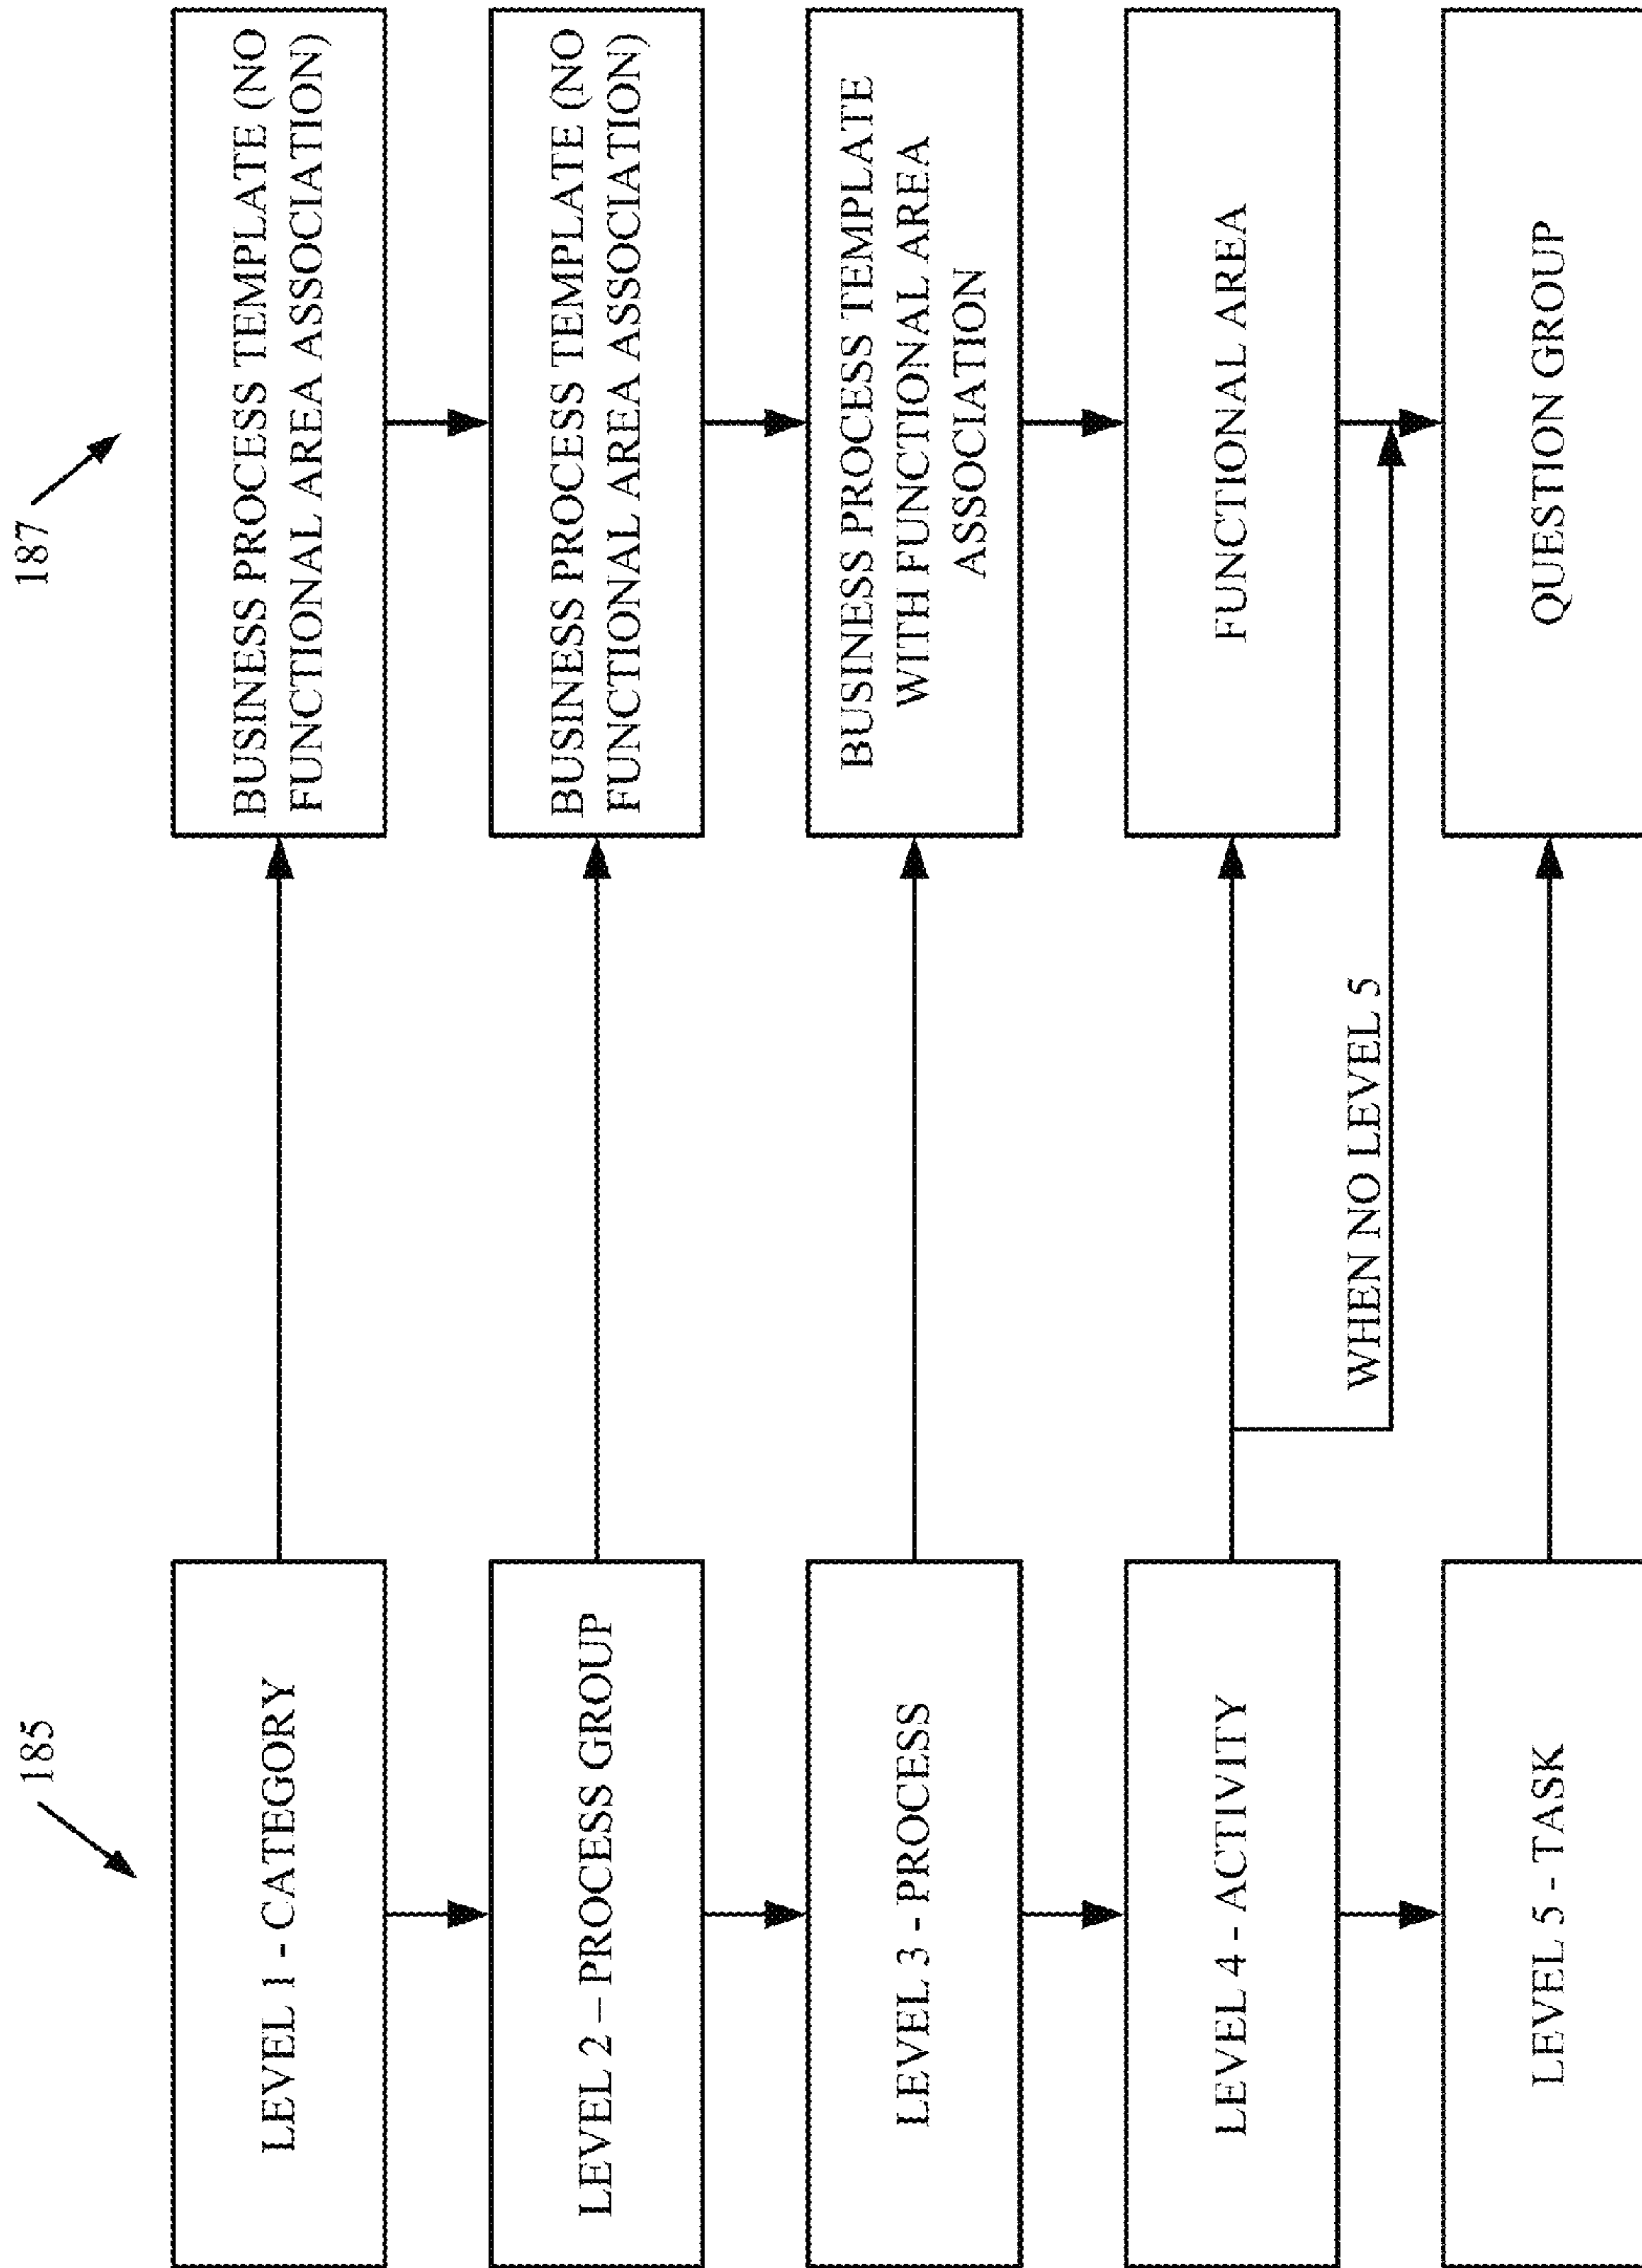 185
187
LEVEL 1 - CATEGORY
BUSINESS PROCESS TEMPLATE (NO
FUNCTIONAL AREA ASSOCIATION)
LEVEL 2 – PROCESS GROUP
BUSINESS PROCESS TEMPLATE (NO
FUNCTIONAL AREA ASSOCIATION)
LEVEL 3 - PROCESS
BUSINESS PROCESS TEMPLATE
WITH FUNCTIONAL AREA
ASSOCIATION
LEVEL 4 - ACTIVITY
FUNCTIONAL AREA
WHEN NO LEVEL 5
LEVEL 5 - TASK
QUESTION GROUP